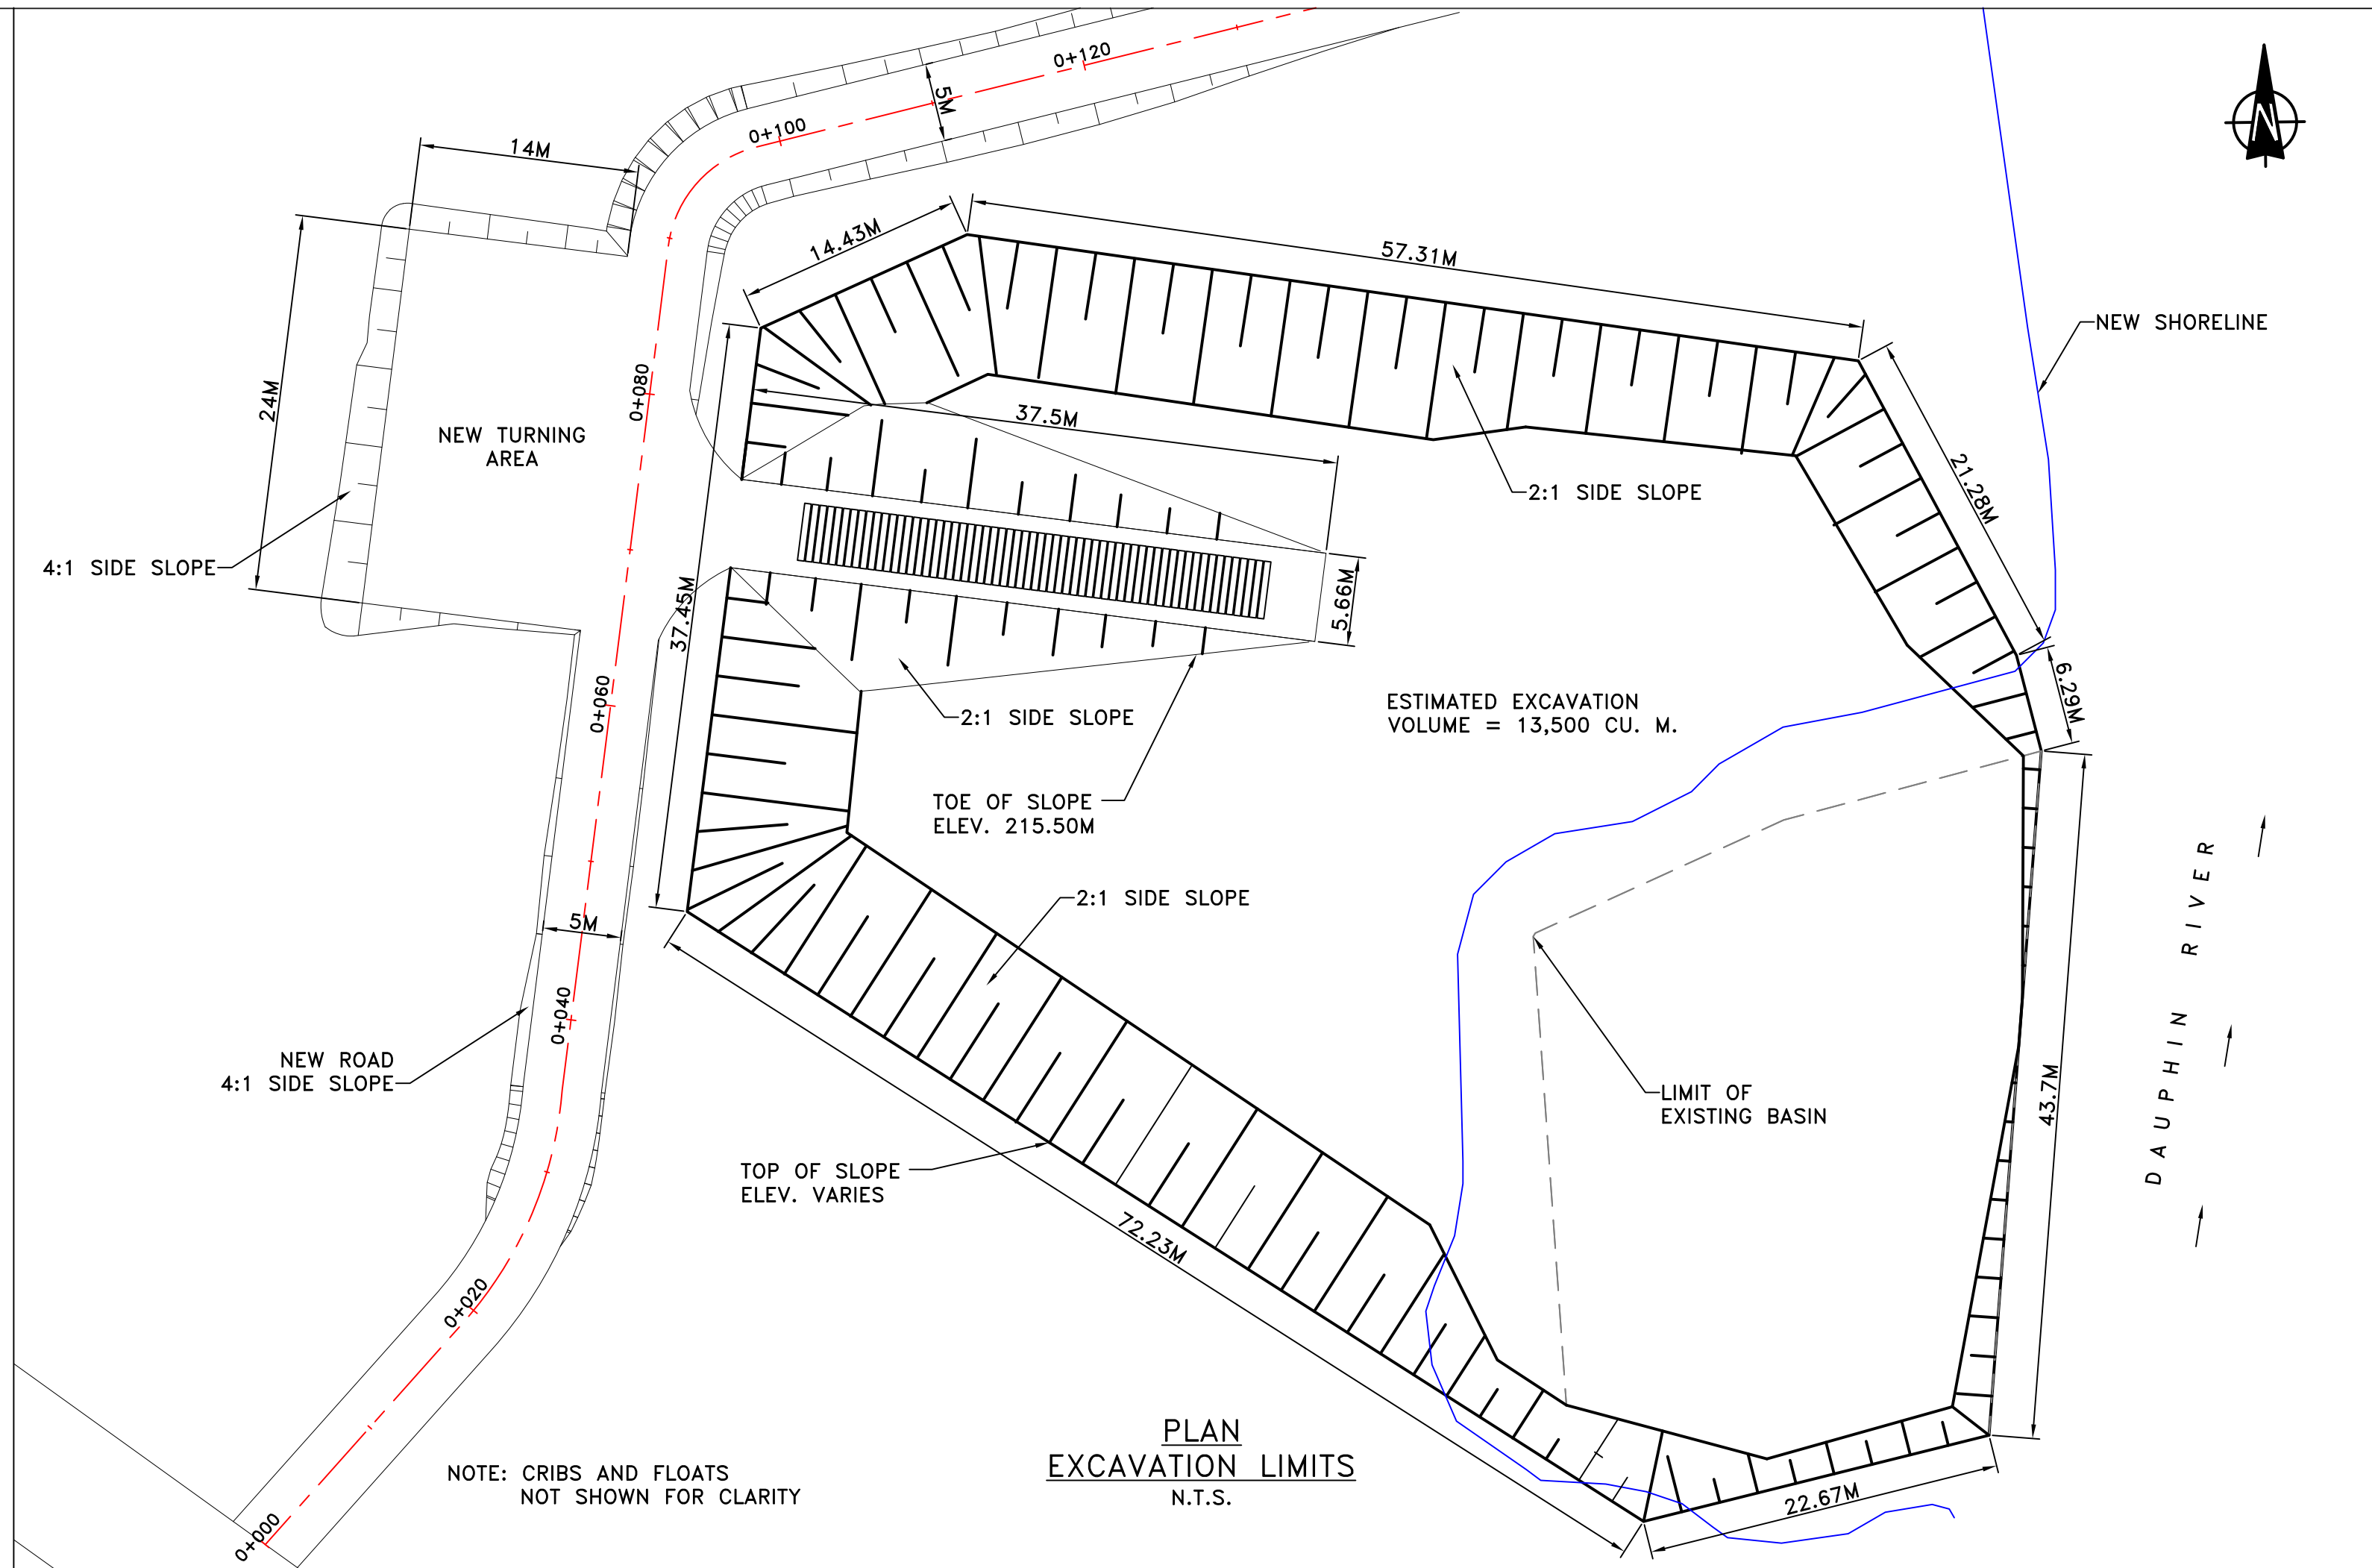 0+120
5M
0+100
N
14M
14.43M
57.31M
NEW SHORELINE
24M
0+080
37.5M
NEW TURNING
AREA
21.28M
2:1 SIDE SLOPE
4:1 SIDE SLOPE
37.45M
5.66M
0+060
6.29M
2:1 SIDE SLOPE
ESTIMATED EXCAVATION
VOLUME = 13,500 CU. M.
TOE OF SLOPE
ELEV. 215.50M
DAUPHIN RIVER
2:1 SIDE SLOPE
5M
0+040
NEW ROAD
4:1 SIDE SLOPE
43.7M
LIMIT OF
EXISTING BASIN
TOP OF SLOPE
ELEV. VARIES
72.23M
0+020
PLAN
EXCAVATION LIMITS
N.T.S.
NOTE: CRIBS AND FLOATS
NOT SHOWN FOR CLARITY
22.67M
0+000